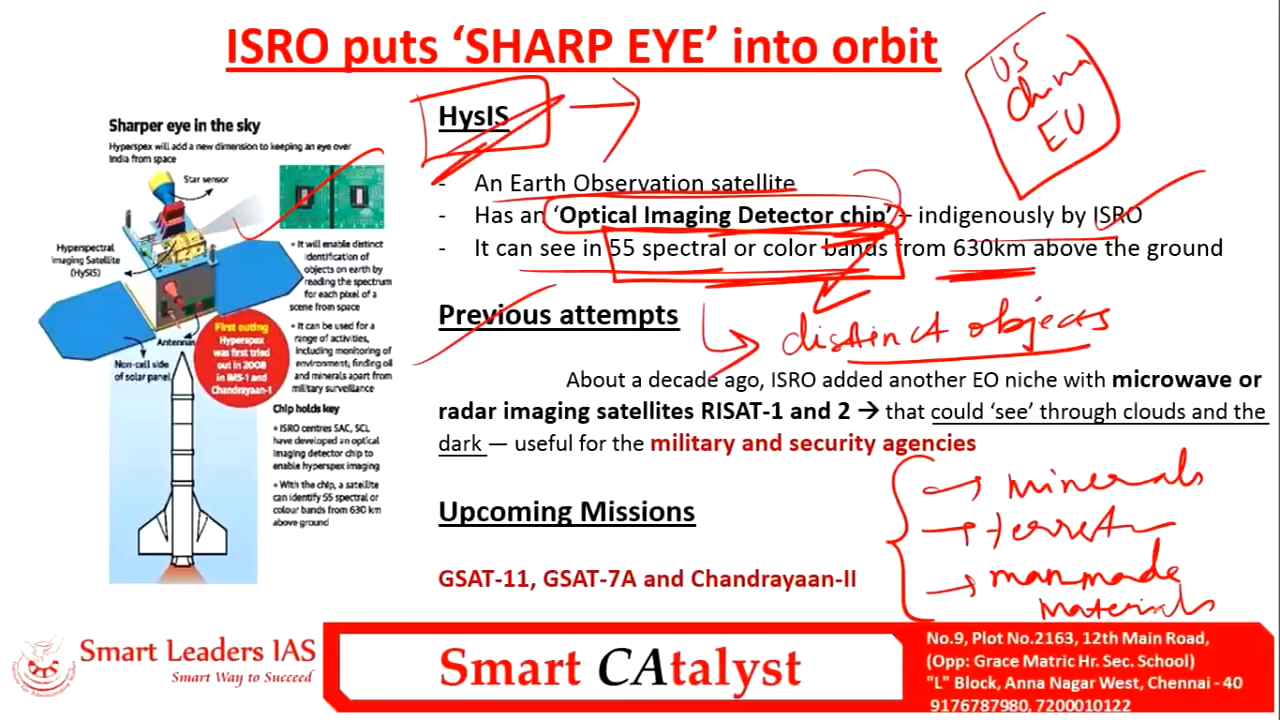 ISRO puts ‘SHARP EYE’ into orbit
US
China
EU
HysIS
- An Earth Observation satellite
- Has an ‘Optical Imaging Detector chip’ – indigenously by ISRO
- It can see in 55 spectral or color bands from 630km above the ground
distinct objects
Previous attempts
About a decade ago, ISRO added another EO niche with microwave or
radar imaging satellites RISAT-1 and 2 → that could ‘see’ through clouds and the
dark — useful for the military and security agencies
minerals
manmade
materials
Upcoming Missions
GSAT-11, GSAT-7A and Chandrayaan-II
Sharper eye in the sky
Hyperspex will add a new dimension to keeping an eye over
India from space
Star sensor
Hyperspectral
Imaging Satellite
(HySIS)
Antennas
Non-cell side
of solar panel
First outing
Hyperspex
was first tried
out in 2008
in IMS-1 and
Chandrayaan-1
• It will enable distinct
identification of
objects on earth by
reading the spectrum
for each pixel of a
scene from space
• It can be used for a
range of activities,
including monitoring of
environment; finding oil
and minerals apart from
military surveillance
Chip holds key
• ISRO centres SAC, SCL
have developed an optical
imaging detector chip to
enable hyperspex imaging
• With the chip, a satellite
can identify 55 spectral or
colour bands from 630 km
above ground
Smart Leaders IAS
Smart Way to Succeed
Smart CAtalyst
No.9, Plot No.2163, 12th Main Road,
(Opp: Grace Matric Hr. Sec. School)
"L" Block, Anna Nagar West, Chennai - 40
9176787980, 7200010122